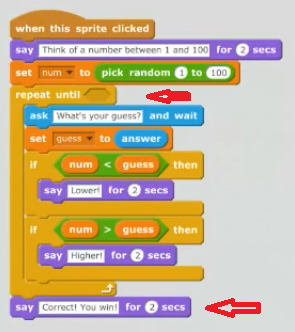 when this sprite clicked
say Think of a number between 1 and 100 for 2 secs
set num to pick random 1 to 100
repeat until
ask What's your guess? and wait
set guess to answer
if num < guess then
say Lower! for 2 secs
if num > guess then
say Higher! for 2 secs
say Correct! You win! for 2 secs